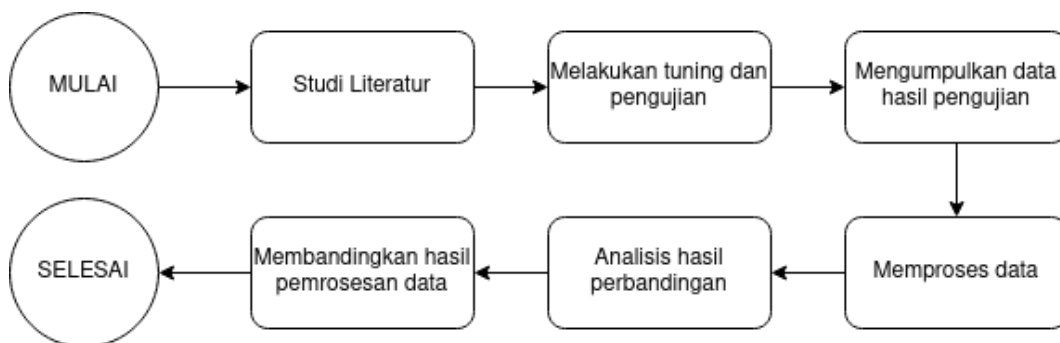 MULAI
Studi Literatur
Melakukan tuning dan
pengujian
Mengumpulkan data
hasil pengujian
Memproses data
Analisis hasil
perbandingan
Membandingkan hasil
pemrosesan data
SELESAI